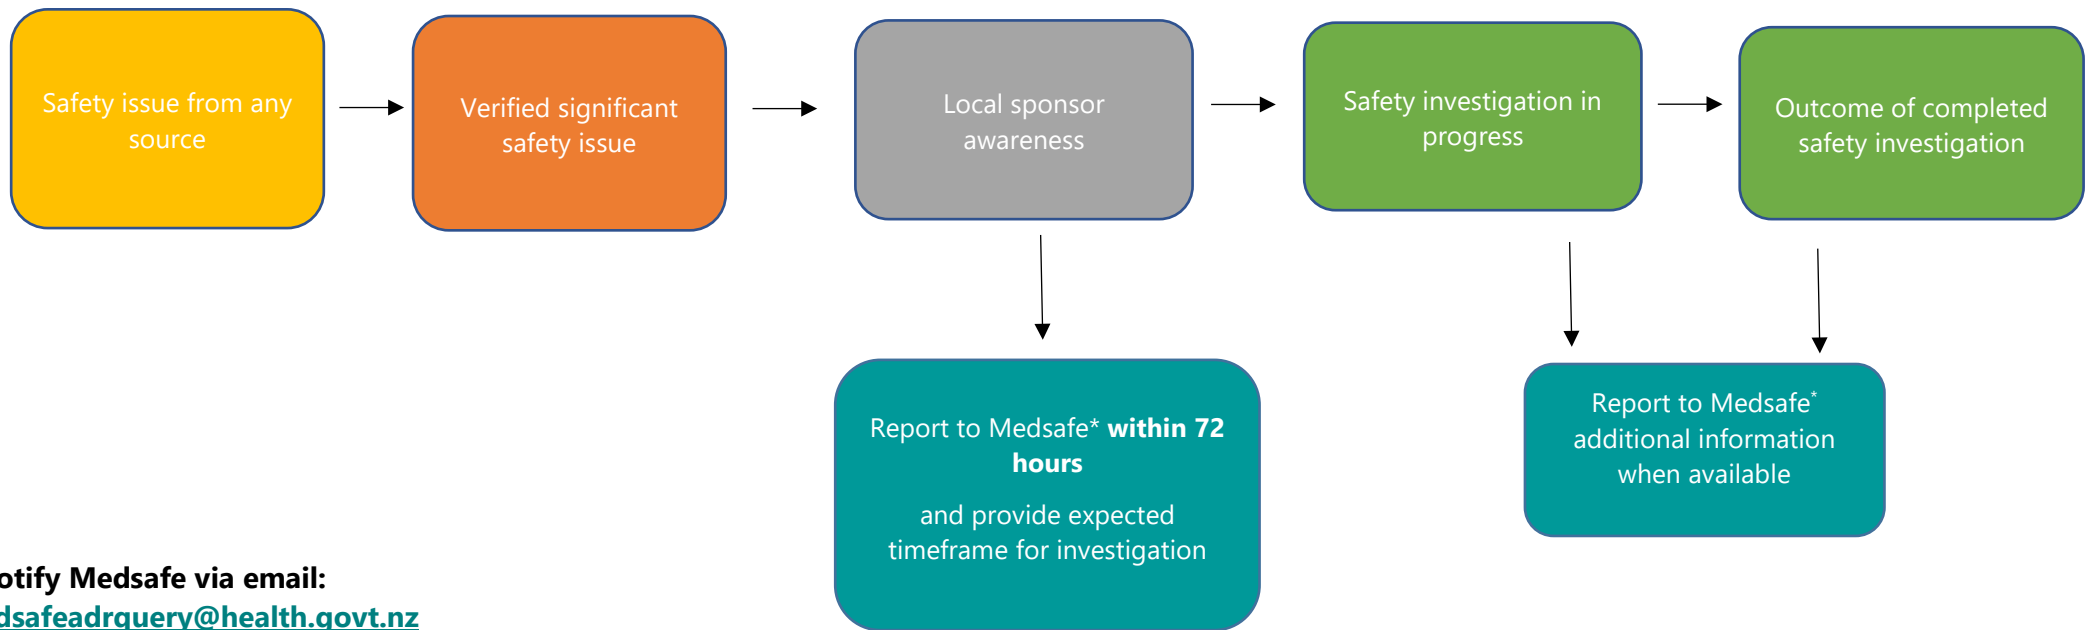 Safety issue from any
source
Verified significant
safety issue
Local sponsor
awareness
Safety investigation in
progress
Outcome of completed
safety investigation
Report to Medsafe* within 72
hours
and provide expected
timeframe for investigation
Report to Medsafe*
additional information
when available
otify Medsafe via email:
dsafeadrquery@health.govt.nz